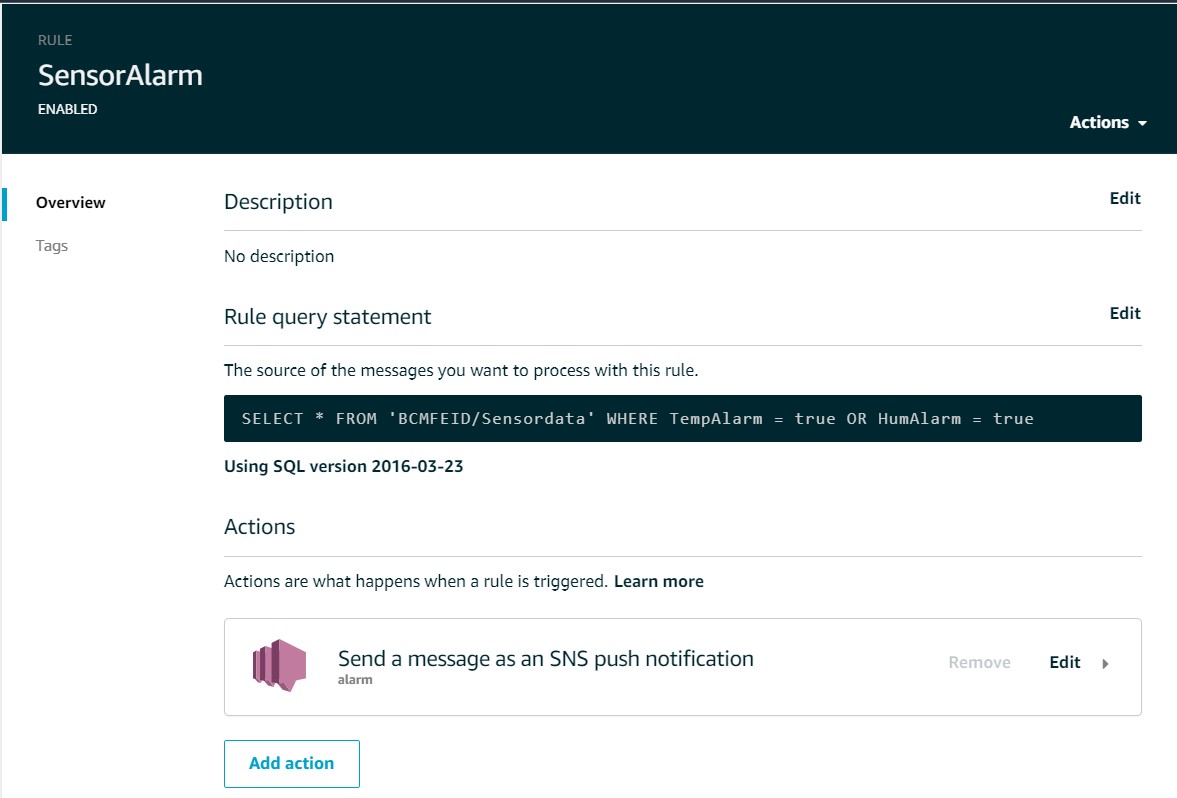 RULE
SensorAlarm
ENABLED
Actions
Overview
Tags
Description
Edit
No description
Rule query statement
Edit
The source of the messages you want to process with this rule.
SELECT * FROM 'BCMFEID/Sensordata' WHERE TempAlarm = true OR HumAlarm = true
Using SQL version 2016-03-23
Actions
Actions are what happens when a rule is triggered. Learn more
Send a message as an SNS push notification
alarm
Remove
Edit
Add action